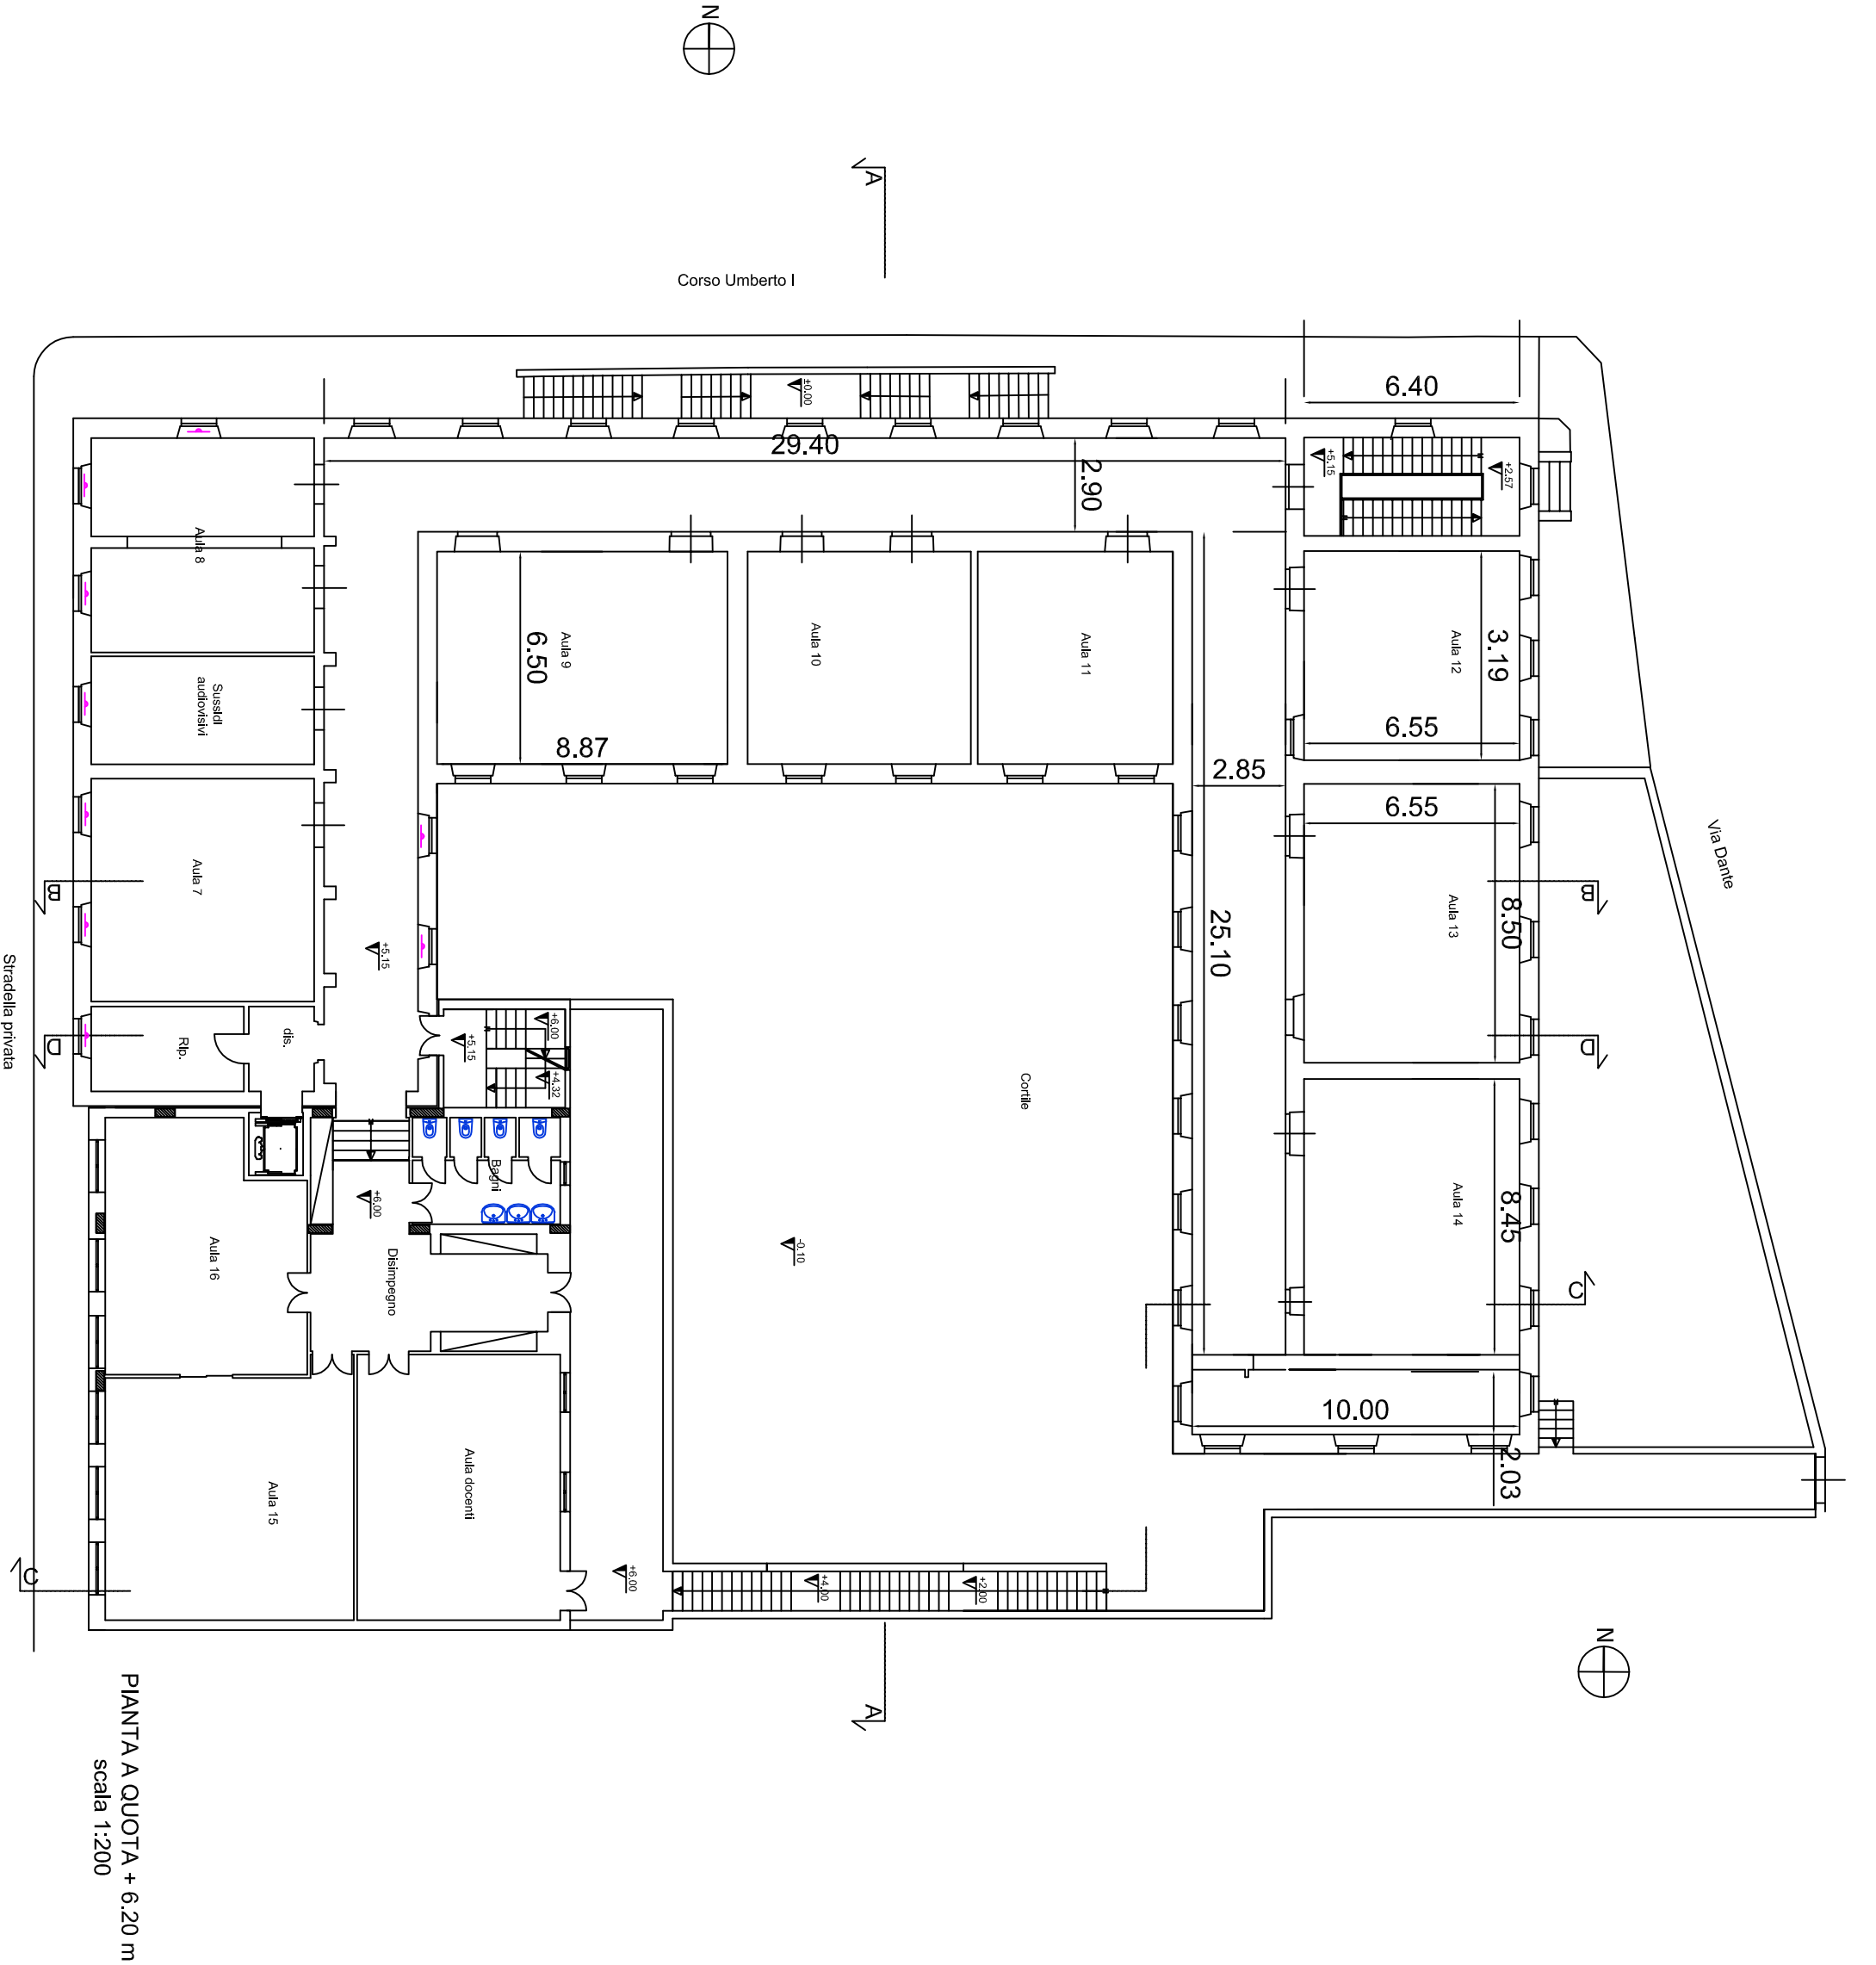 N
A
Corso Umberto I
6.40
±0.00
29.40
2.90
+5.15
+2.57
Aula 8
Sussidi
audiovisivi
Aula 9
6.50
8.87
Aula 10
Aula 11
Aula 12
3.19
6.55
2.85
6.55
Via Dante
Aula 7
B
+5.15
25.10
Aula 13
8.50
B
Stradella privata
D
Rip.
dis.
+5.15
+6.00
+4.32
Cortile
D
Bagni
+6.00
Aula 16
Disimpegno
-0.10
Aula 14
8.45
C
10.00
2.03
Aula 15
Aula docenti
C
+6.00
+4.00
+2.00
A
N
PIANTA A QUOTA + 6.20 m
scala 1:200